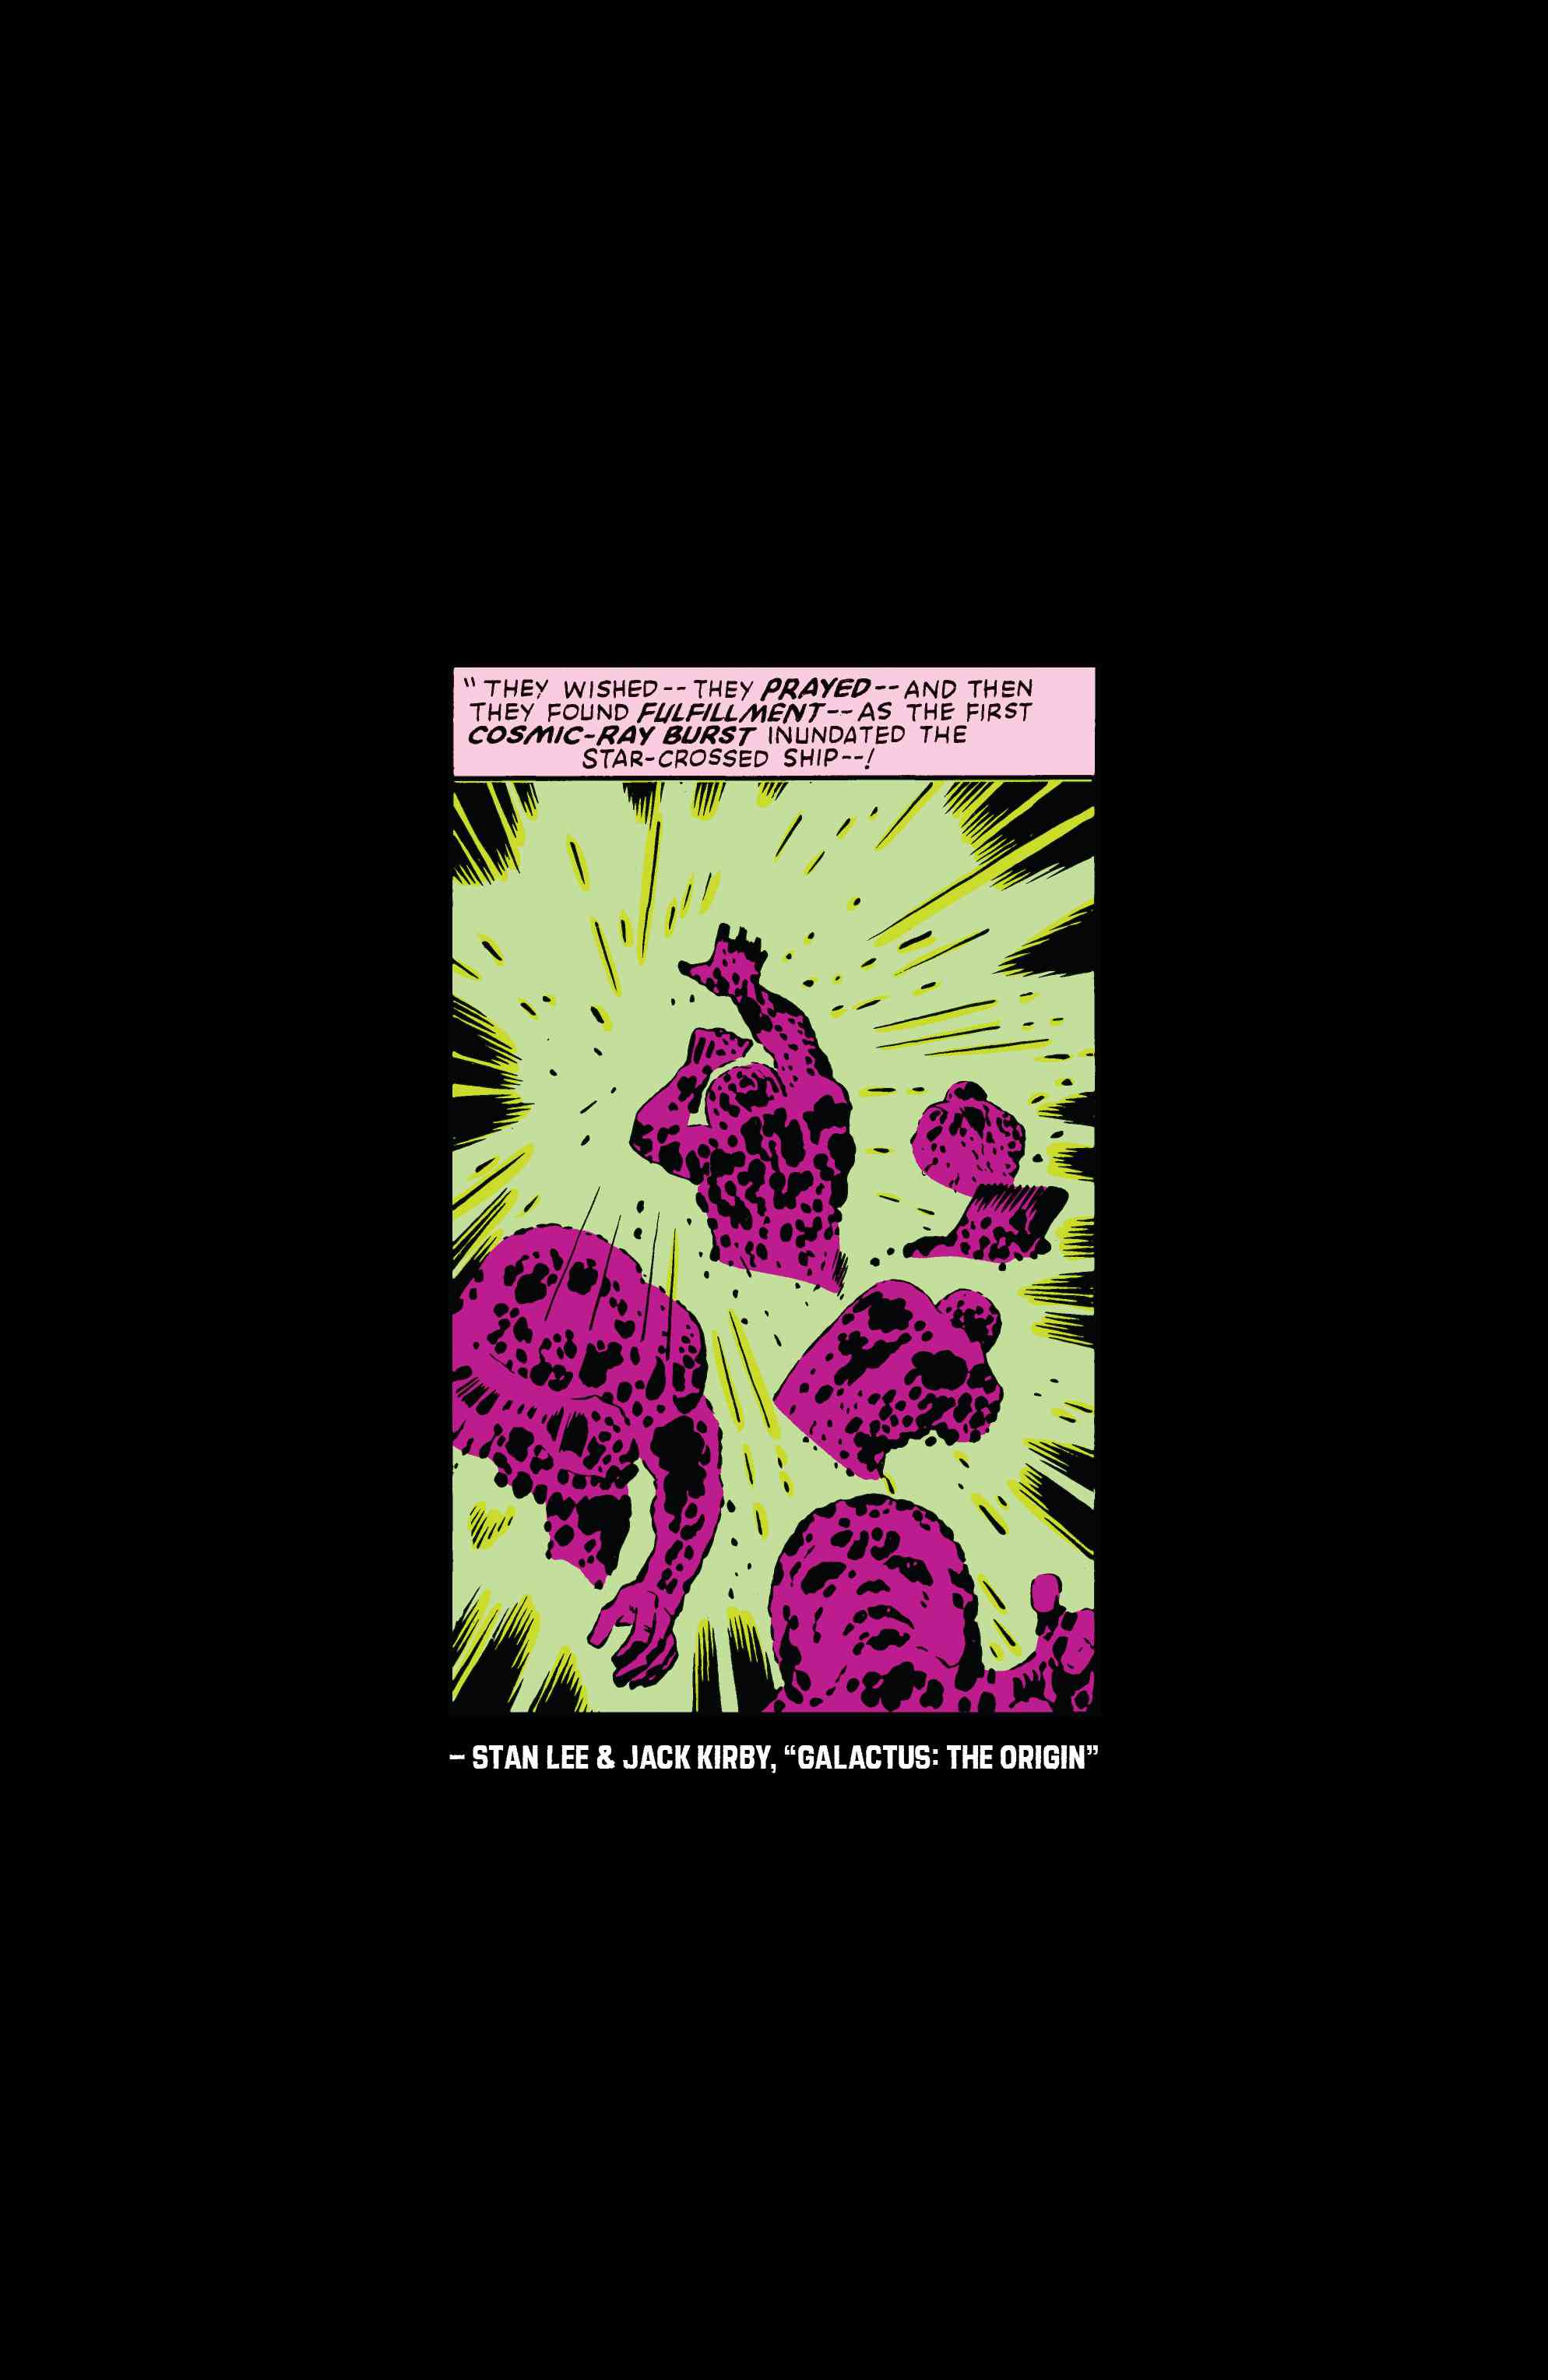 "THEY WISHED--THEY PRAYED--AND THEN
THEY FOUND FULFILLMENT--AS THE FIRST
COSMIC-RAY BURST INUNDATED THE
STAR-CROSSED SHIP--!
– STAN LEE & JACK KIRBY, “GALACTUS: THE ORIGIN”